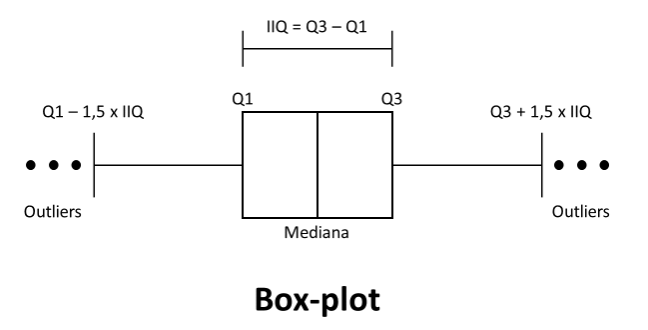 IIQ = Q3 – Q1
Q1
Q3
Q1 – 1,5 x IIQ
Q3 + 1,5 x IIQ
Outliers
Outliers
Mediana
Box-plot